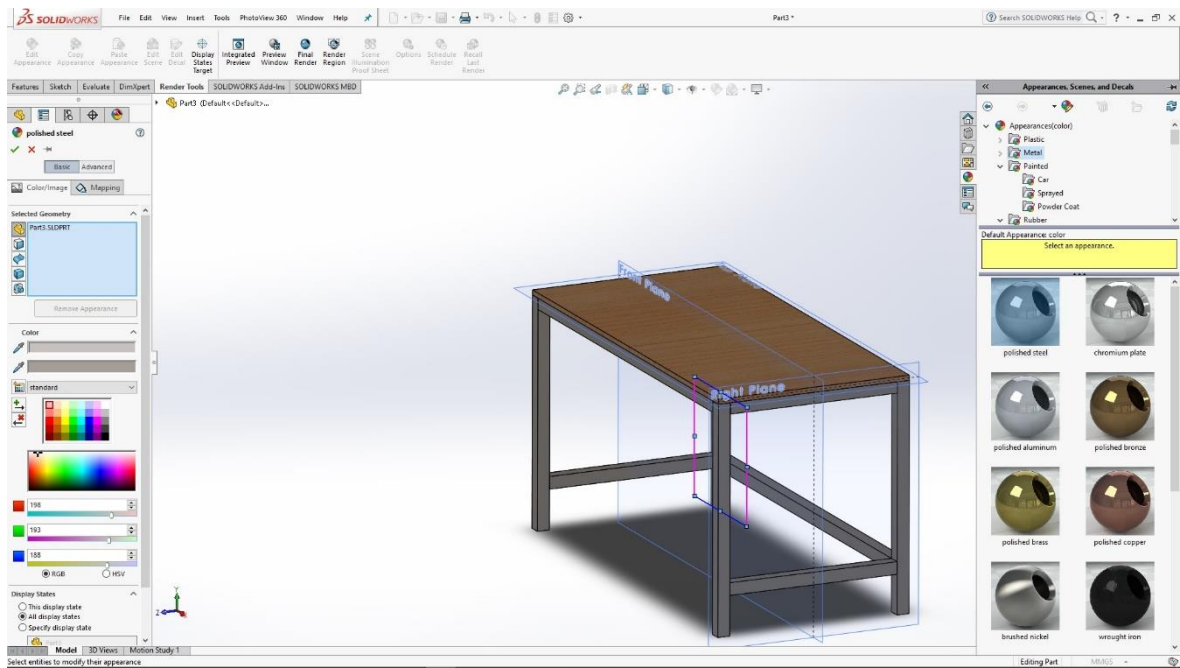 SOLIDWORKS File Edit View Insert Tools PhotoView 360 Window Help Part3 * Search SOLIDWORKS Help
Edit Appearance
Copy Appearance
Paste Appearance
Edit Scene
Edit Decal
Display States Target
Integrated Preview
Preview Window
Final Render
Render Region
Scene Illumination Proof Sheet
Options
Schedule Render
Recall Last Render
Features Sketch Evaluate DimXpert Render Tools SOLIDWORKS Add-Ins SOLIDWORKS MBD
Part3 (Default<<Default>...
polished steel
Basic Advanced
Color/Image Mapping
Selected Geometry
Part3.SLDPRT
Remove Appearance
Color
standard
198
193
188
RGB HSV
Display States
This display state
All display states
Specify display state
Part3
Front Plane
Right Plane
Y
Z
Appearances, Scenes, and Decals
Appearances(color)
Plastic
Metal
Painted
Car
Sprayed
Powder Coat
Rubber
Default Appearance: color
Select an appearance.
polished steel chromium plate
polished aluminum polished bronze
polished brass polished copper
brushed nickel wrought iron
Model 3D Views Motion Study 1
Select entities to modify their appearance Editing Part MMGS